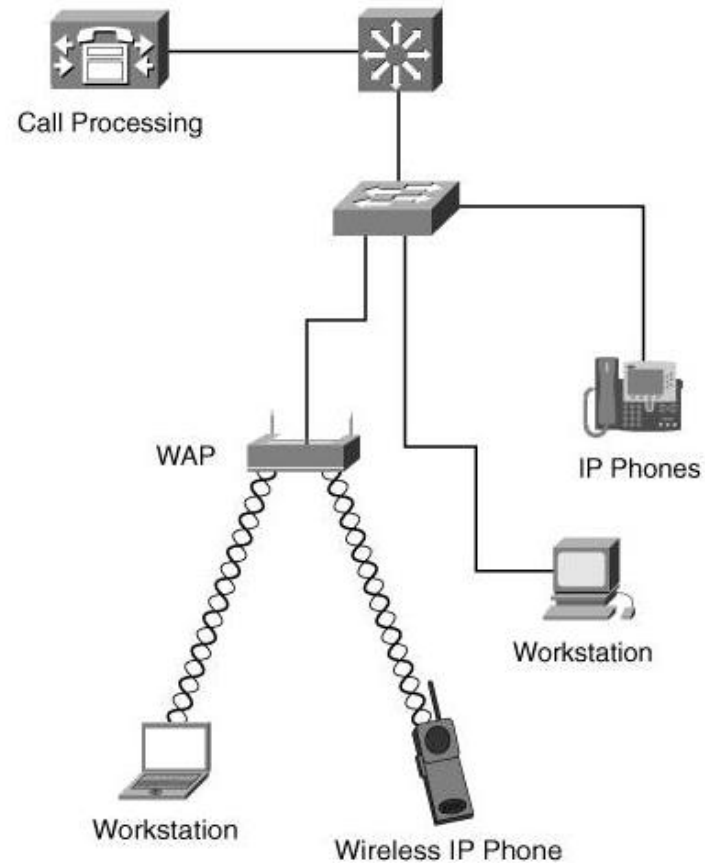 Call Processing
WAP
IP Phones
Workstation
Workstation
Wireless IP Phone